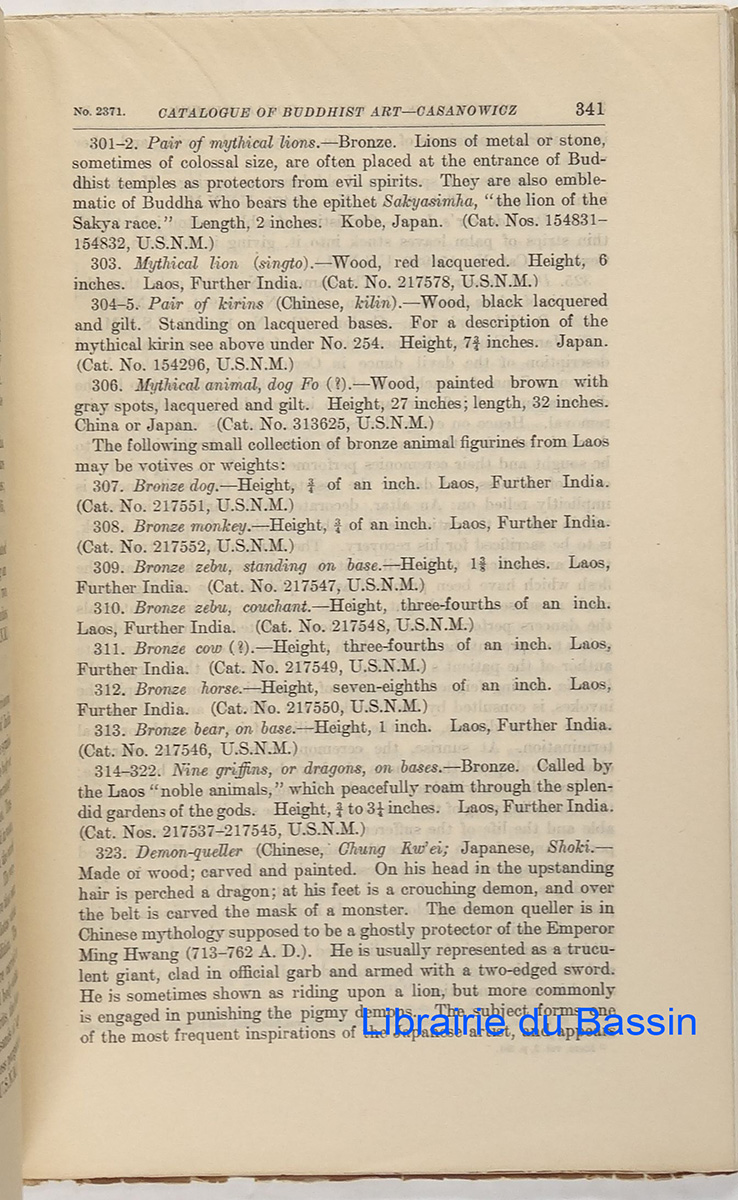 No. 2371. CATALOGUE OF BUDDHIST ART—CASANOWICZ 341
301–2. Pair of mythical lions.—Bronze. Lions of metal or stone,
sometimes of colossal size, are often placed at the entrance of Bud-
dhist temples as protectors from evil spirits. They are also emble-
matic of Buddha who bears the epithet Sakyasimha, "the lion of the
Sakya race." Length, 2 inches. Kobe, Japan. (Cat. Nos. 154831–
154832, U.S.N.M.)
303. Mythical lion (singto).—Wood, red lacquered. Height, 6
inches. Laos, Further India. (Cat. No. 217578, U.S.N.M.)
304–5. Pair of kirins (Chinese, kilin).—Wood, black lacquered
and gilt. Standing on lacquered bases. For a description of the
mythical kirin see above under No. 254. Height, 7¾ inches. Japan.
(Cat. No. 154296, U.S.N.M.)
306. Mythical animal, dog Fo (?).—Wood, painted brown with
gray spots, lacquered and gilt. Height, 27 inches; length, 32 inches.
China or Japan. (Cat. No. 313625, U.S.N.M.)
The following small collection of bronze animal figurines from Laos
may be votives or weights:
307. Bronze dog.—Height, ¾ of an inch. Laos, Further India.
(Cat. No. 217551, U.S.N.M.)
308. Bronze monkey.—Height, ¾ of an inch. Laos, Further India.
(Cat. No. 217552, U.S.N.M.)
309. Bronze zebu, standing on base.—Height, inches. Laos,
Further India. (Cat. No. 217547, U.S.N.M.)
310. Bronze zebu, couchant.—Height, three-fourths of an inch.
Laos, Further India. (Cat. No. 217548, U.S.N.M.)
311. Bronze cow (?).—Height, three-fourths of an inch. Laos,
Further India. (Cat. No. 217549, U.S.N.M.)
312. Bronze horse.—Height, seven-eighths of an inch. Laos,
Further India. (Cat. No. 217550, U.S.N.M.)
313. Bronze bear, on base.—Height, 1 inch. Laos, Further India.
(Cat. No. 217546, U.S.N.M.)
314–322. Nine griffins, or dragons, on bases.—Bronze. Called by
the Laos "noble animals," which peacefully roam through the splen-
did gardens of the gods. Height, ¾ to 3¼ inches. Laos, Further India.
(Cat. Nos. 217537–217545, U.S.N.M.)
323. Demon-queller (Chinese, Chung Kw'ei; Japanese, Shoki.—
Made of wood; carved and painted. On his head in the upstanding
hair is perched a dragon; at his feet is a crouching demon, and over
the belt is carved the mask of a monster. The demon queller is in
Chinese mythology supposed to be a ghostly protector of the Emperor
Ming Hwang (713–762 A. D.). He is usually represented as a trucu-
lent giant, clad in official garb and armed with a two-edged sword.
He is sometimes shown as riding upon a lion, but more commonly
is engaged in punishing the pigmy demons. The subject forms one
of the most frequent inspirations of the Japanese artist, and appears
Librairie du Bassin